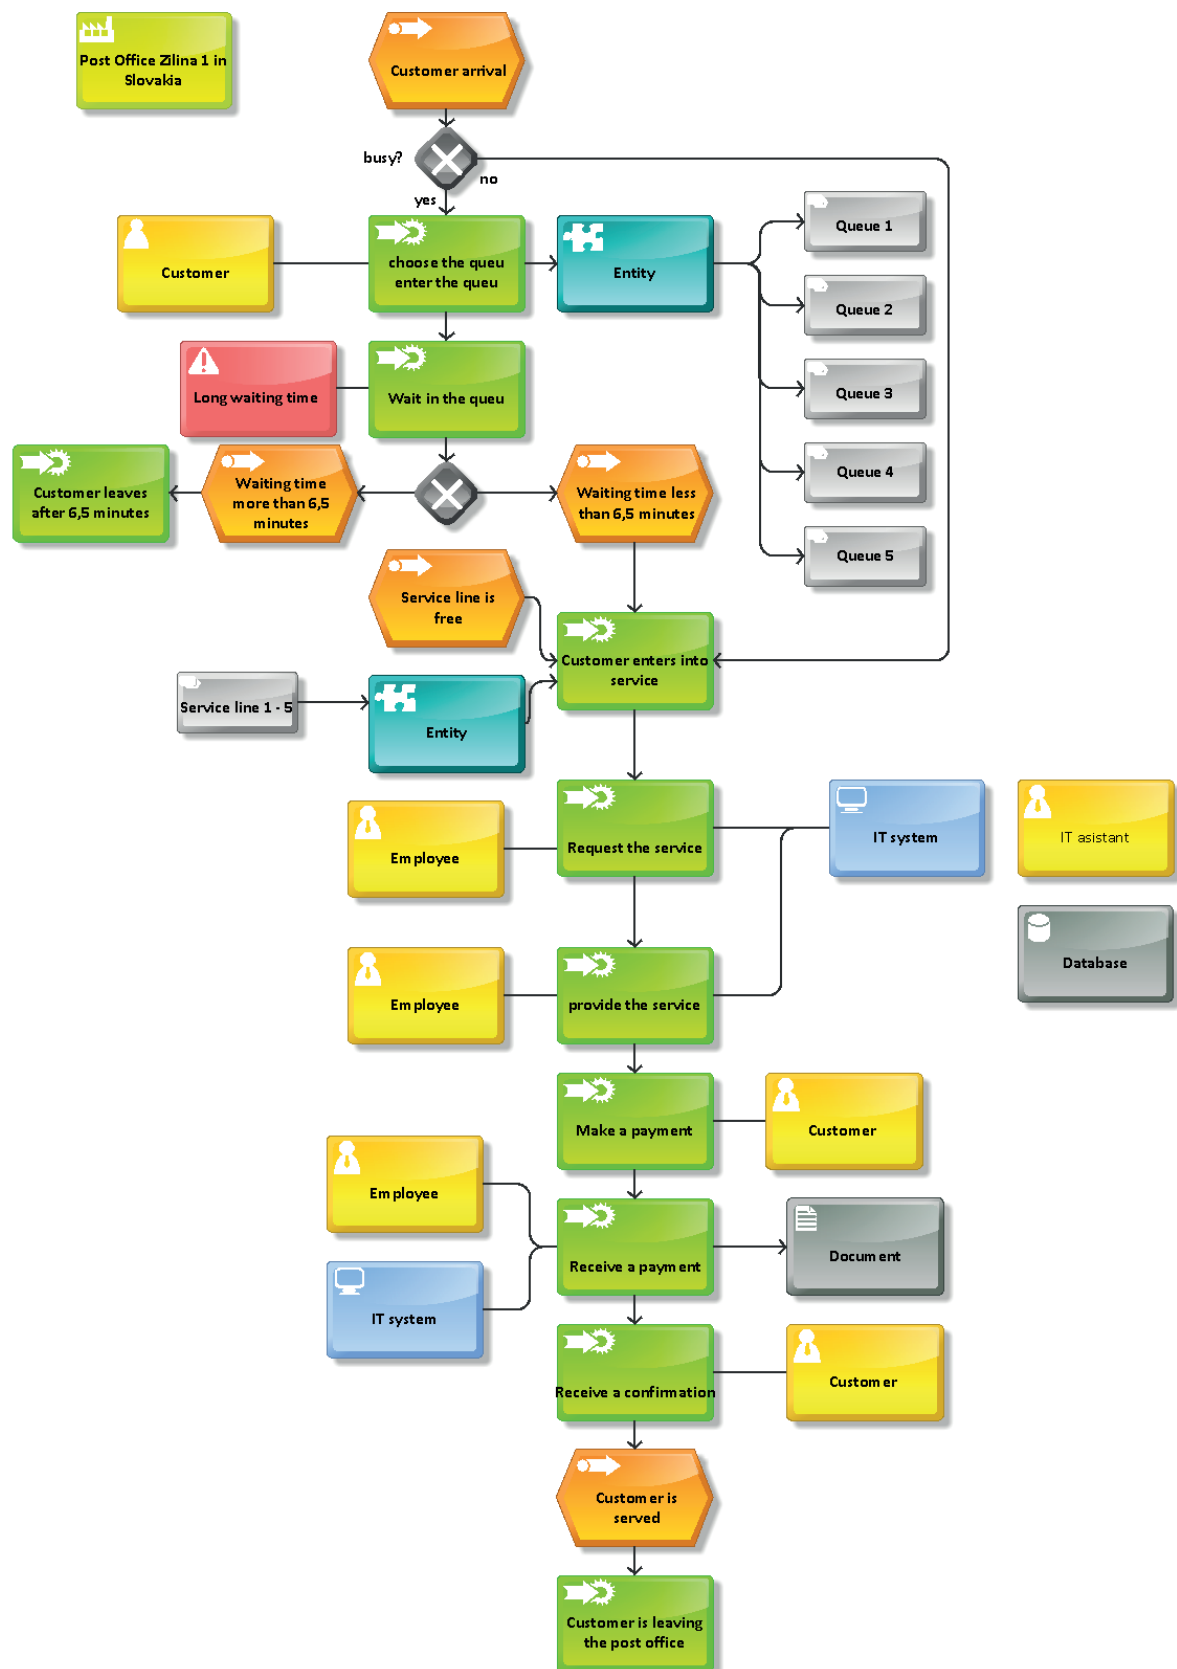 Post Office Zilina 1 in
Slovakia
Customer arrival
busy?
no
yes
Customer
choose the queu
enter the queu
Entity
Queue 1
Queue 2
Queue 3
Queue 4
Queue 5
Long waiting time
Wait in the queu
Customer leaves
after 6,5 minutes
Waiting time
more than 6,5
minutes
Waiting time less
than 6,5 minutes
Service line is
free
Customer enters into
service
Service line 1 - 5
Entity
Employee
Request the service
IT system
IT asistant
Database
Employee
provide the service
Make a payment
Customer
Employee
Receive a payment
Document
IT system
Receive a confirmation
Customer
Customer is
served
Customer is leaving
the post office